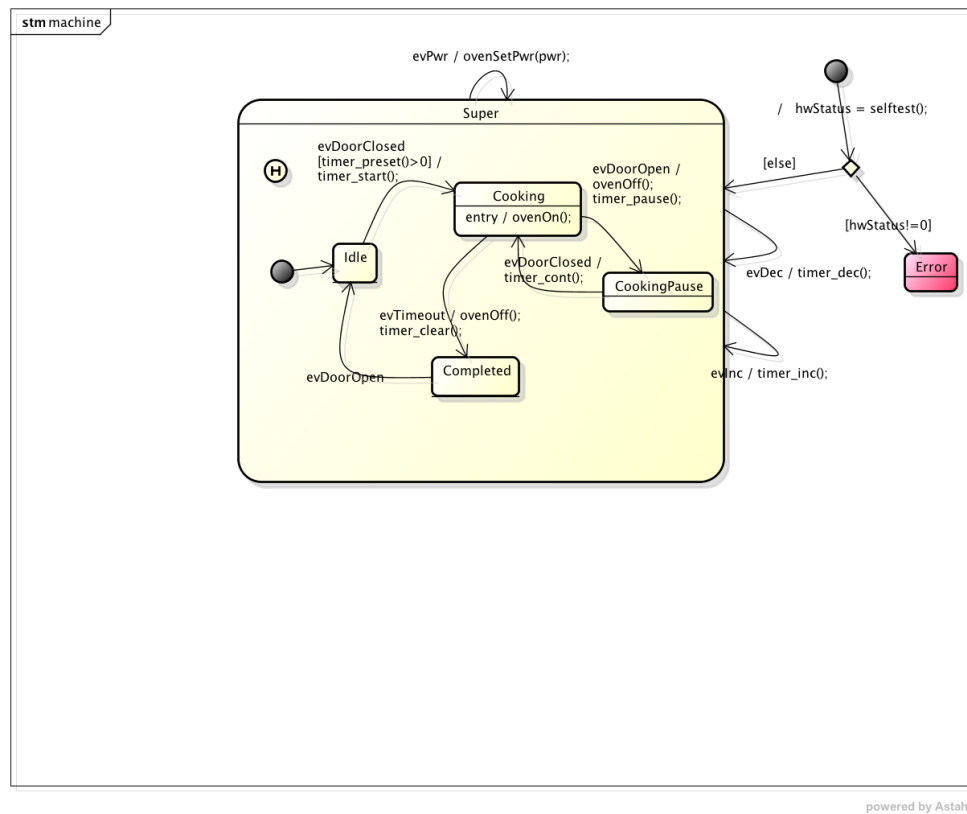 stm machine
evPwr / ovenSetPwr(pwr);
/ hwStatus = selftest();
Super
evDoorClosed
[timer_preset()>0] /
timer_start();
H
[else]
evDoorOpen /
ovenOff();
timer_pause();
Cooking
entry / ovenOn();
[hwStatus!=0]
Idle
evDoorClosed /
timer_cont();
Error
evDec / timer_dec();
CookingPause
evTimeout / ovenOff();
timer_clear();
Completed
evDoorOpen
evInc / timer_inc();
powered by Astah